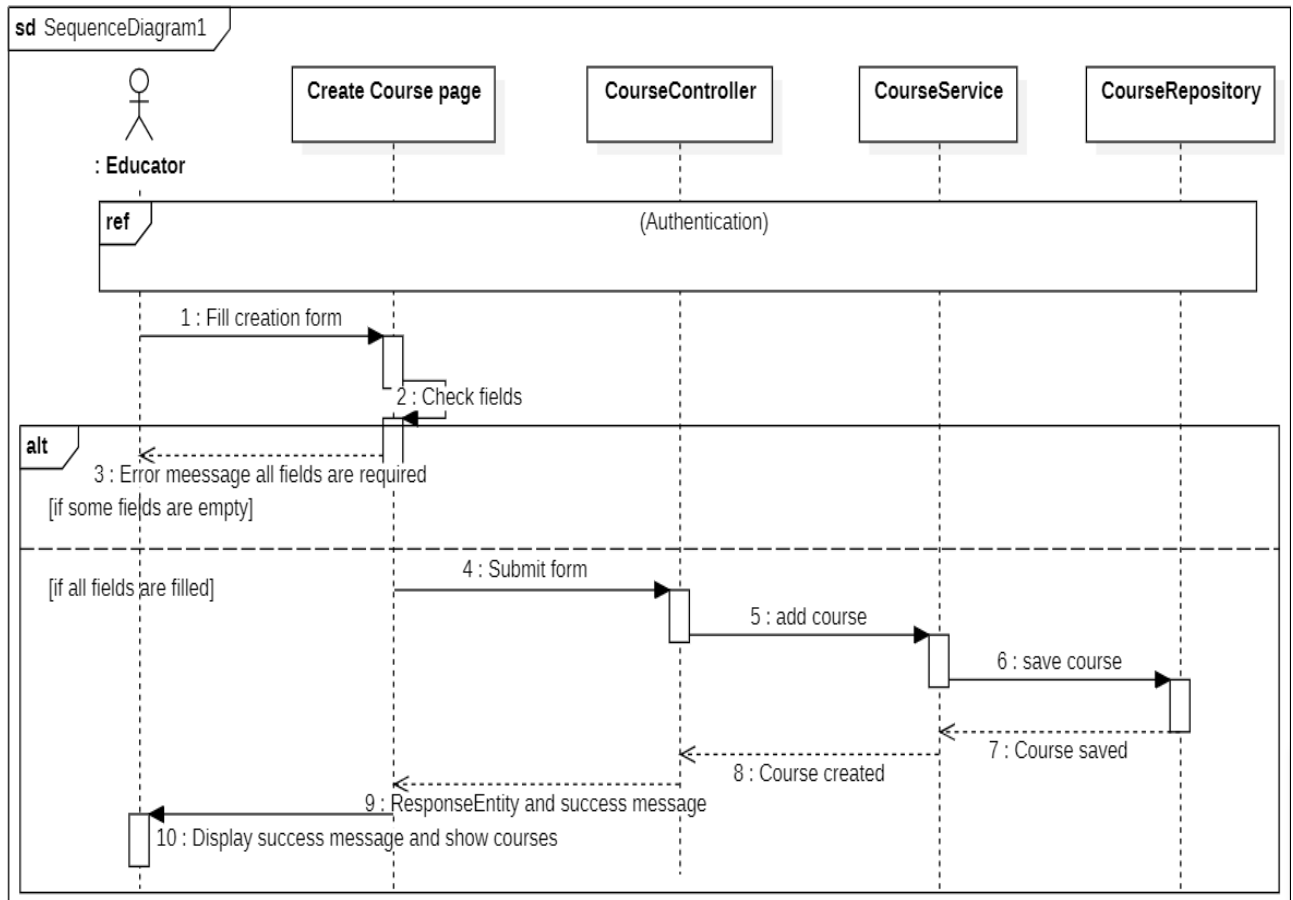 sd SequenceDiagram1
Create Course page
CourseController
CourseService
CourseRepository
: Educator
ref
(Authentication)
1 : Fill creation form
2 : Check fields
alt
3 : Error meessage all fields are required
[if some fields are empty]
[if all fields are filled]
4 : Submit form
5 : add course
6 : save course
7 : Course saved
8 : Course created
9 : ResponseEntity and success message
10 : Display success message and show courses